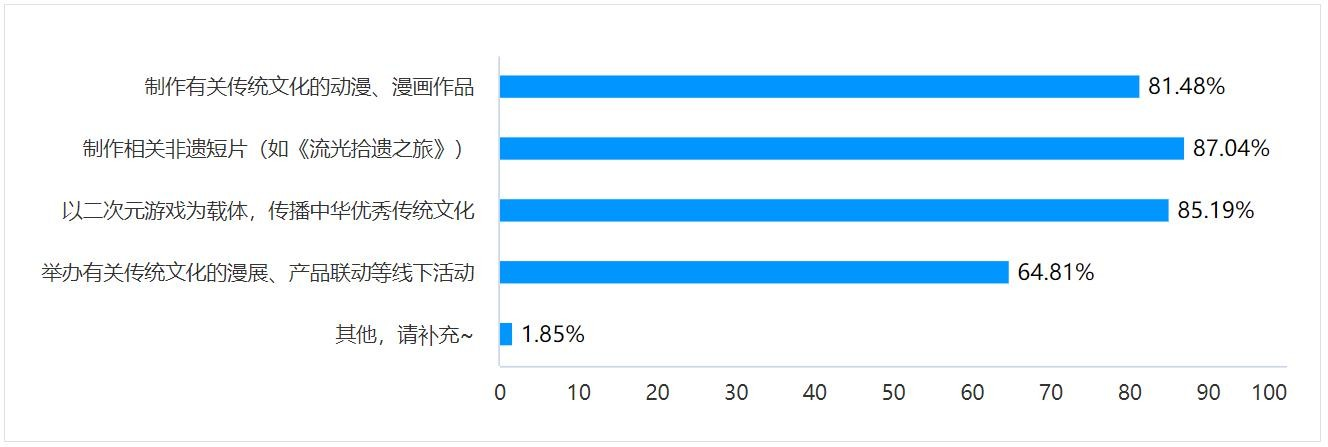 制作有关传统文化的动漫、漫画作品 81.48%
制作相关非遗短片（如《流光拾遗之旅》） 87.04%
以二次元游戏为载体，传播中华优秀传统文化 85.19%
举办有关传统文化的漫展、产品联动等线下活动 64.81%
其他，请补充~ 1.85%
0 10 20 30 40 50 60 70 80 90 100